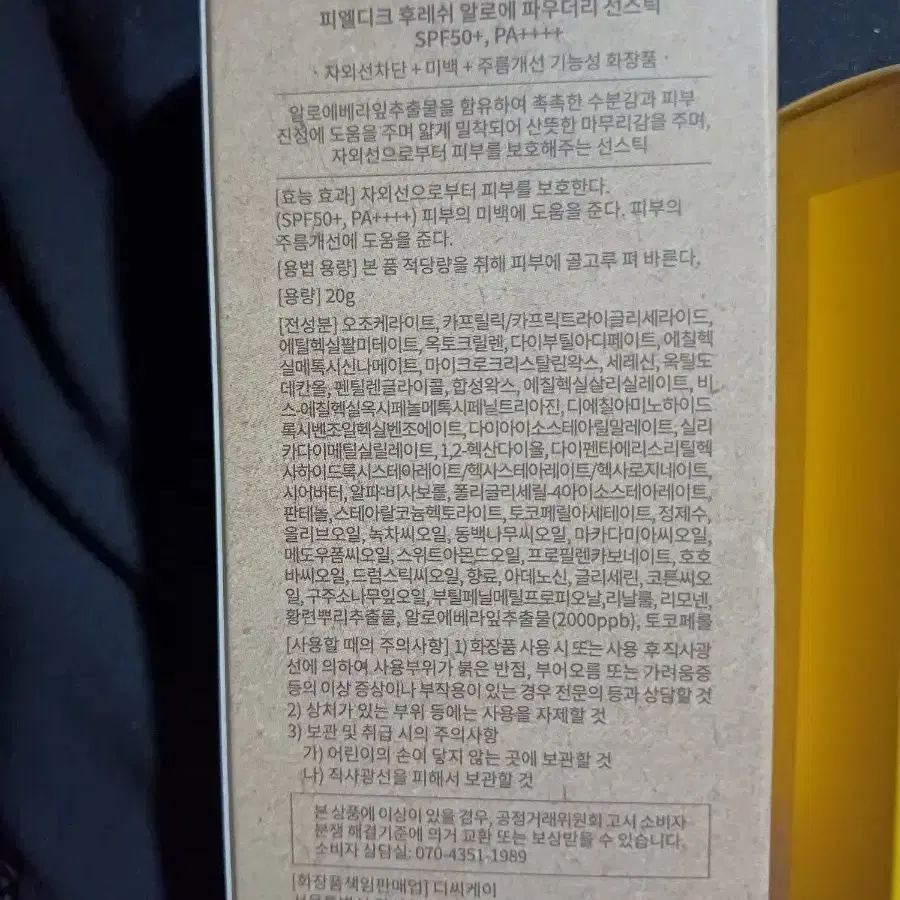 피엘디크 후레쉬 알로에 파우더리 선스틱
SPF50+, PA++++
· 자외선차단 + 미백 + 주름개선 기능성 화장품 ·
알로에베라잎추출물을 함유하여 촉촉한 수분감과 피부
진정에 도움을 주며 얇게 밀착되어 산뜻한 마무리감을 주며,
자외선으로부터 피부를 보호해주는 선스틱
[효능 효과] 자외선으로부터 피부를 보호한다.
(SPF50+, PA++++) 피부의 미백에 도움을 준다. 피부의
주름개선에 도움을 준다.
[용법 용량] 본 품 적당량을 취해 피부에 골고루 펴 바른다.
[용량] 20g
[전성분] 오조케라이트, 카프릴릭/카프릭트라이글리세라이드,
에틸헥실팔미테이트, 옥토크릴렌, 다이부틸아디페이트, 에칠헥
실메톡시신나메이트, 마이크로크리스탈린왁스, 세레신, 옥틸도
데칸올, 펜틸렌글라이콜, 합성왁스, 에칠헥실살리실레이트, 비
스-에칠헥실옥시페놀메톡시페닐트리아진, 디에칠아미노하이드
록시벤조일헥실벤조에이트, 다이아이소스테아릴말레이트, 실리
카다이메틸실릴레이트, 1,2-헥산다이올, 다이펜타에리스리틸헥
사하이드록시스테아레이트/헥사스테아레이트/헥사로지네이트,
시어버터, 알파-비사보롤, 폴리글리세릴-4아이소스테아레이트,
판테놀, 스테아랄코늄헥토라이트, 토코페릴아세테이트, 정제수,
올리브오일, 녹차씨오일, 동백나무씨오일, 마카다미아씨오일,
메도우폼씨오일, 스위트아몬드오일, 프로필렌카보네이트, 호호
바씨오일, 드럼스틱씨오일, 향료, 아데노신, 글리세린, 코튼씨오
일, 구주소나무잎오일, 부틸페닐메틸프로피오날, 리날룰, 리모넨,
황련뿌리추출물, 알로에베라잎추출물(2000ppb), 토코페롤
[사용할 때의 주의사항] 1) 화장품 사용 시 또는 사용 후 직사광
선에 의하여 사용부위가 붉은 반점, 부어오름 또는 가려움증
등의 이상 증상이나 부작용이 있는 경우 전문의 등과 상담할 것
2) 상처가 있는 부위 등에는 사용을 자제할 것
3) 보관 및 취급 시의 주의사항
가) 어린이의 손이 닿지 않는 곳에 보관할 것
나) 직사광선을 피해서 보관할 것
본 상품에 이상이 있을 경우, 공정거래위원회 고시 소비자
분쟁 해결기준에 의거 교환 또는 보상받을 수 있습니다.
소비자 상담실: 070-4351-1989
[화장품책임판매업] 디씨케이